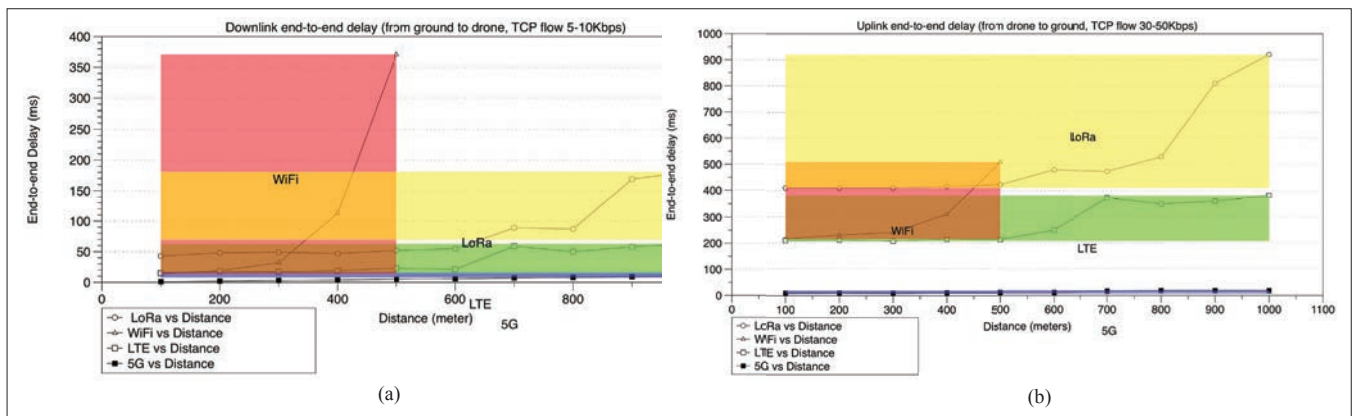 Downlink end-to-end delay (from ground to drone, TCP flow 5-10Kbps)
400
350
300
250
200
150
100
50
0
End-to-end Delay (ms)
WiFi
LoRa
0 200 400 600 800
LTE
Distance (meter)
5G
LoRa vs Distance
WiFi vs Distance
LTE vs Distance
5G vs Distance
(a)
Uplink end-to-end delay (from drone to ground, TCP flow 30-50Kbps)
1000
900
800
700
600
500
400
300
200
100
0
End-to-end delay (ms)
LoRa
WiFi
LTE
0 100 200 300 400 500 600 700 800 900 1000 1100
Distance (meters)
5G
LoRa vs Distance
WiFi vs Distance
LTE vs Distance
5G vs Distance
(b)